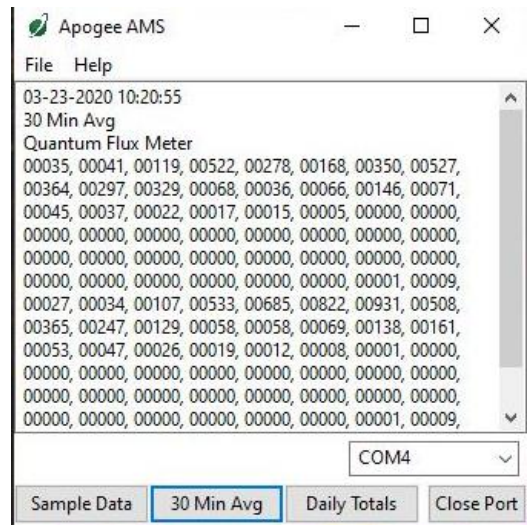 Apogee AMS
File Help
03-23-2020 10:20:55
30 Min Avg
Quantum Flux Meter
00035, 00041, 00119, 00522, 00278, 00168, 00350, 00527,
00364, 00297, 00329, 00068, 00036, 00066, 00146, 00071,
00045, 00037, 00022, 00017, 00015, 00005, 00000, 00000,
00000, 00000, 00000, 00000, 00000, 00000, 00000, 00000,
00000, 00000, 00000, 00000, 00000, 00000, 00000, 00000,
00000, 00000, 00000, 00000, 00000, 00000, 00001, 00009,
00027, 00034, 00107, 00533, 00685, 00822, 00931, 00508,
00365, 00247, 00129, 00058, 00058, 00069, 00138, 00161,
00053, 00047, 00026, 00019, 00012, 00008, 00001, 00000,
00000, 00000, 00000, 00000, 00000, 00000, 00000, 00000,
00000, 00000, 00000, 00000, 00000, 00000, 00000, 00000,
00000, 00000, 00000, 00000, 00000, 00000, 00001, 00009,
COM4
Sample Data 30 Min Avg Daily Totals Close Port